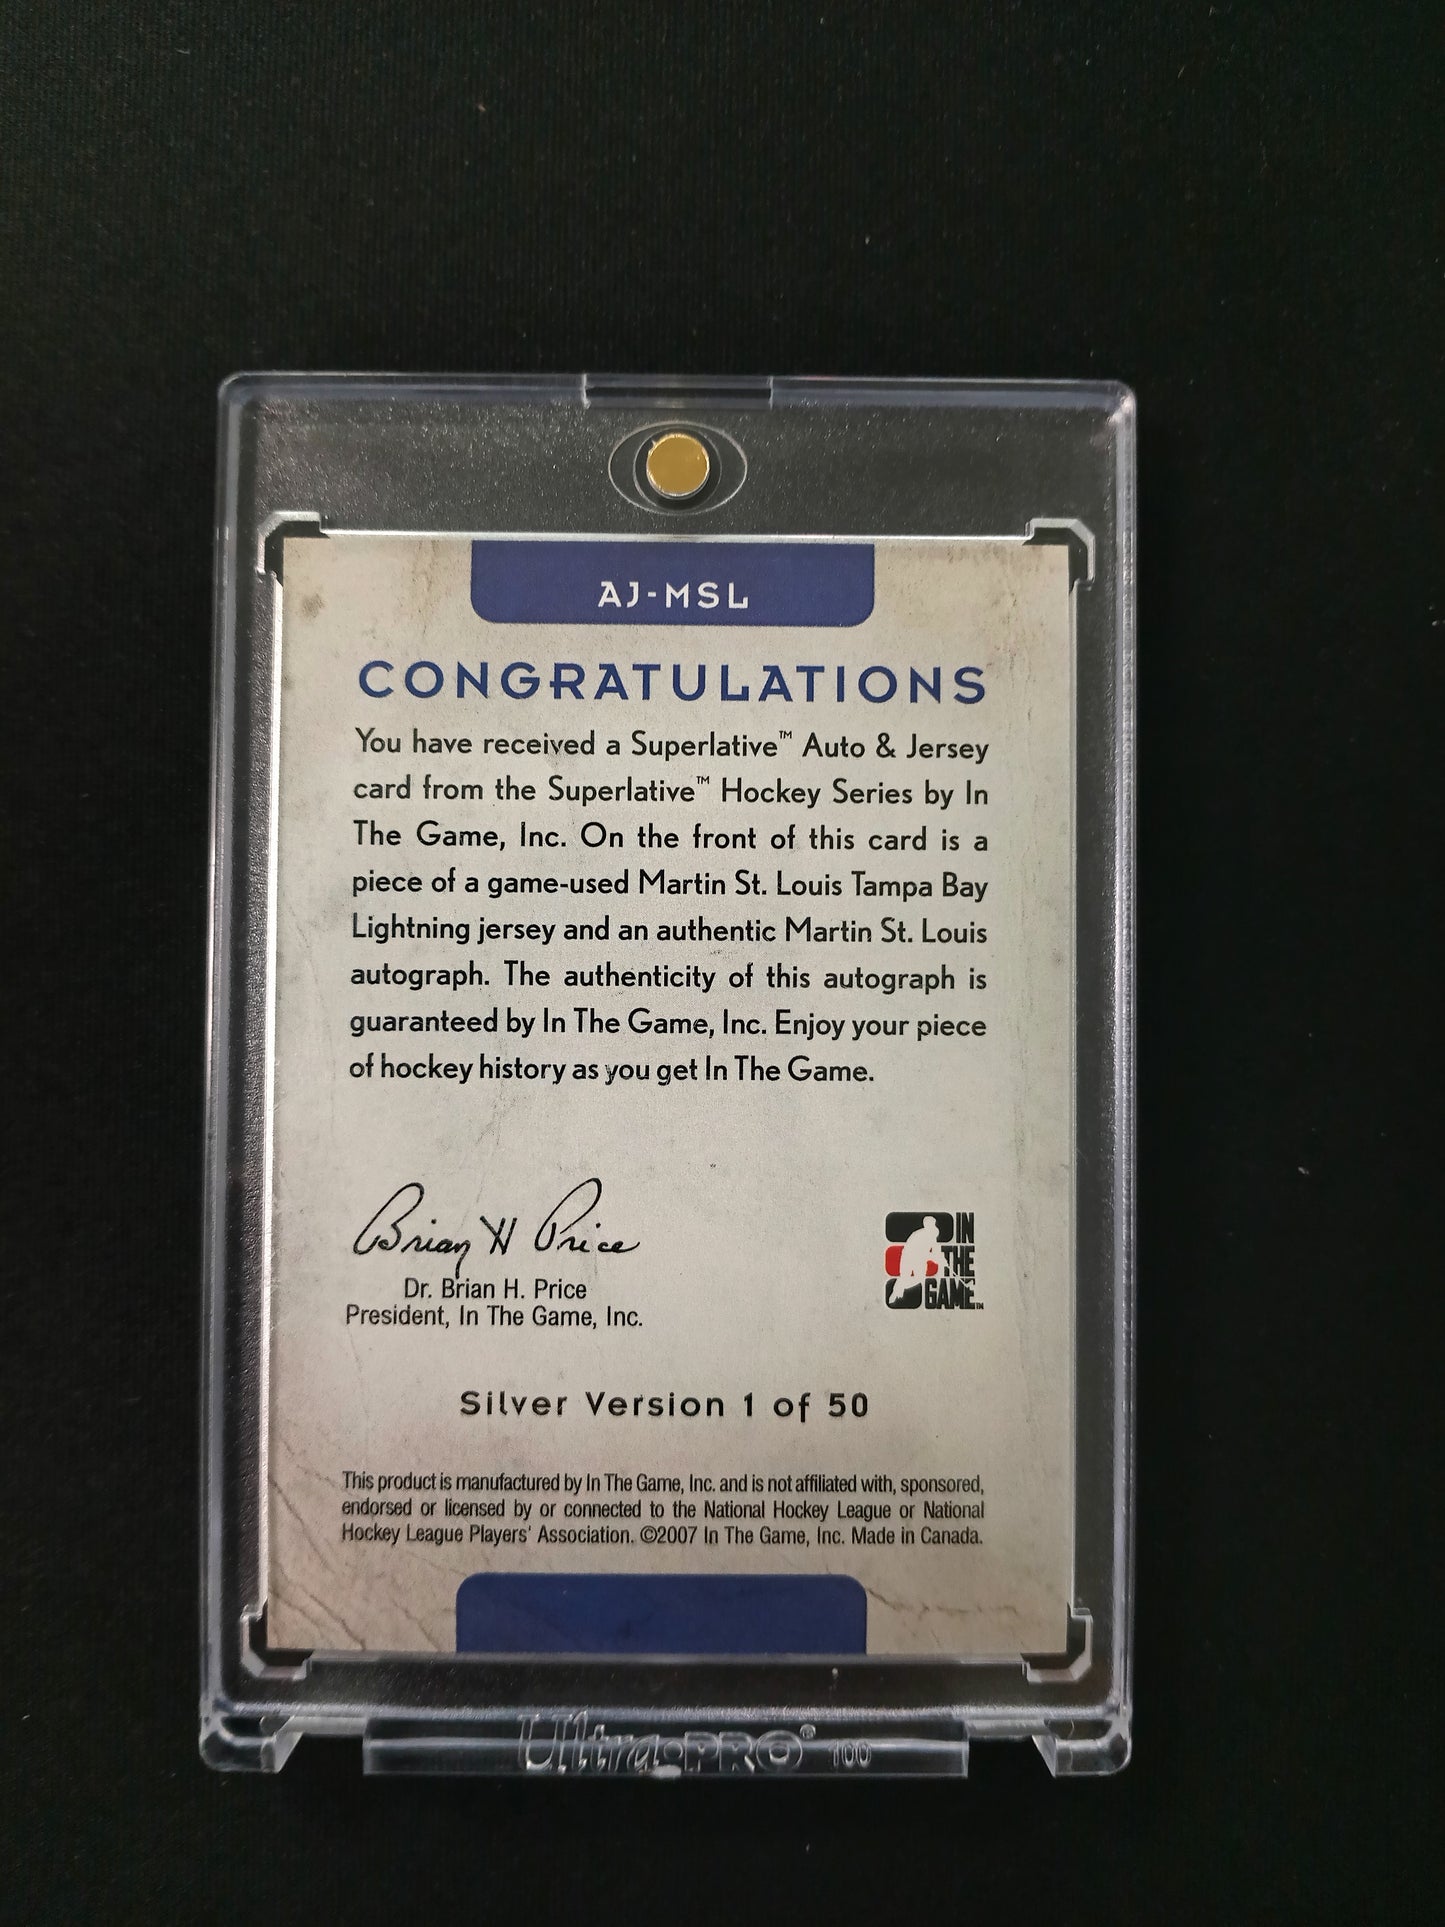 AJ-MSL
CONGRATULATIONS
You have received a Superlative™ Auto & Jersey
card from the Superlative™ Hockey Series by In
The Game, Inc. On the front of this card is a
piece of a game-used Martin St. Louis Tampa Bay
Lightning jersey and an authentic Martin St. Louis
autograph. The authenticity of this autograph is
guaranteed by In The Game, Inc. Enjoy your piece
of hockey history as you get In The Game.
Brian H Price
Dr. Brian H. Price
President, In The Game, Inc.
IN
THE
GAME™
Silver Version 1 of 50
This product is manufactured by In The Game, Inc. and is not affiliated with, sponsored,
endorsed or licensed by or connected to the National Hockey League or National
Hockey League Players' Association. ©2007 In The Game, Inc. Made in Canada.
Ultra•PRO® 100